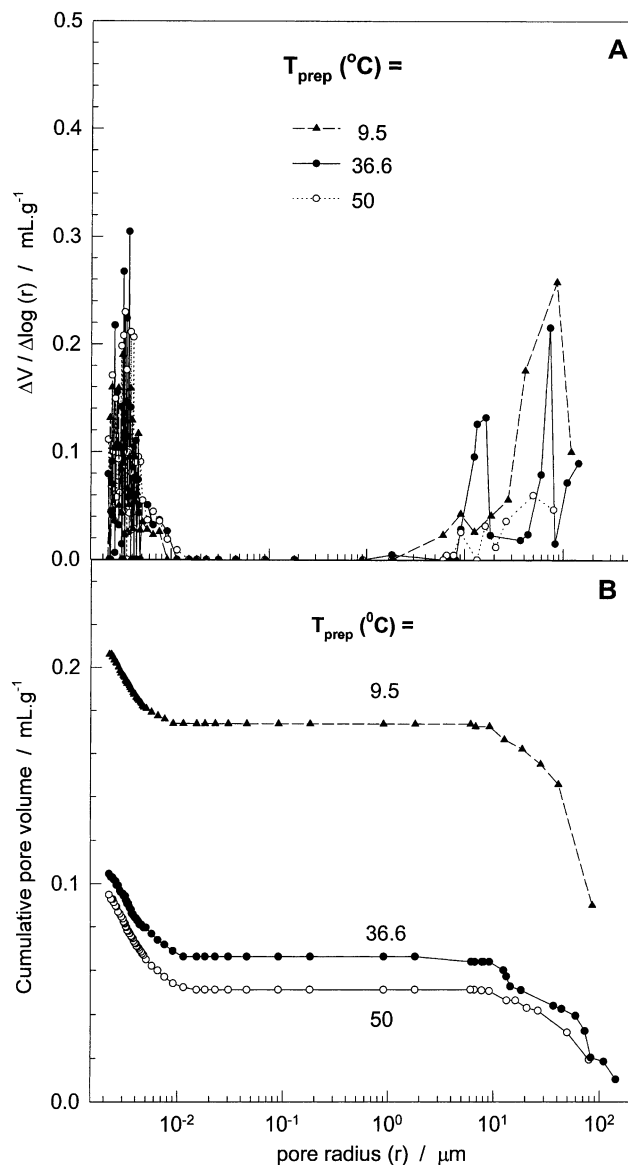 0.5
A
T_prep (°C) =
9.5
36.6
50
0.4
0.3
0.2
0.1
0.0
ΔV / Δlog (r) / mL.g⁻¹
B
T_prep (⁰C) =
0.2
9.5
0.1
36.6
50
0.0
Cumulative pore volume / mL.g⁻¹
10⁻² 10⁻¹ 10⁰ 10¹ 10²
pore radius (r) / μm